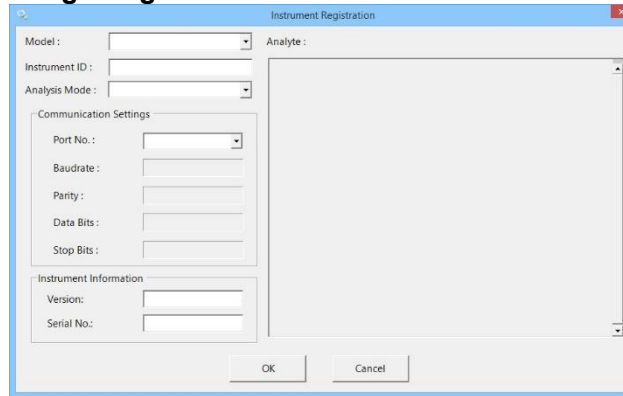 Instrument Registration
Model :
Analyte :
Instrument ID :
Analysis Mode :
Communication Settings
Port No. :
Baudrate :
Parity :
Data Bits :
Stop Bits :
Instrument Information
Version:
Serial No.:
OK
Cancel